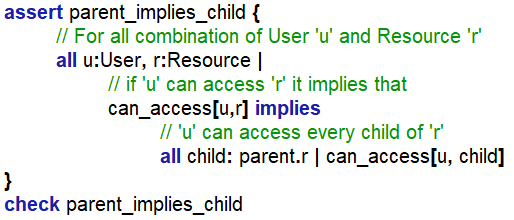 assert parent_implies_child {
// For all combination of User 'u' and Resource 'r'
all u:User, r:Resource |
// if 'u' can access 'r' it implies that
can_access[u,r] implies
// 'u' can access every child of 'r'
all child: parent.r | can_access[u, child]
}
check parent_implies_child